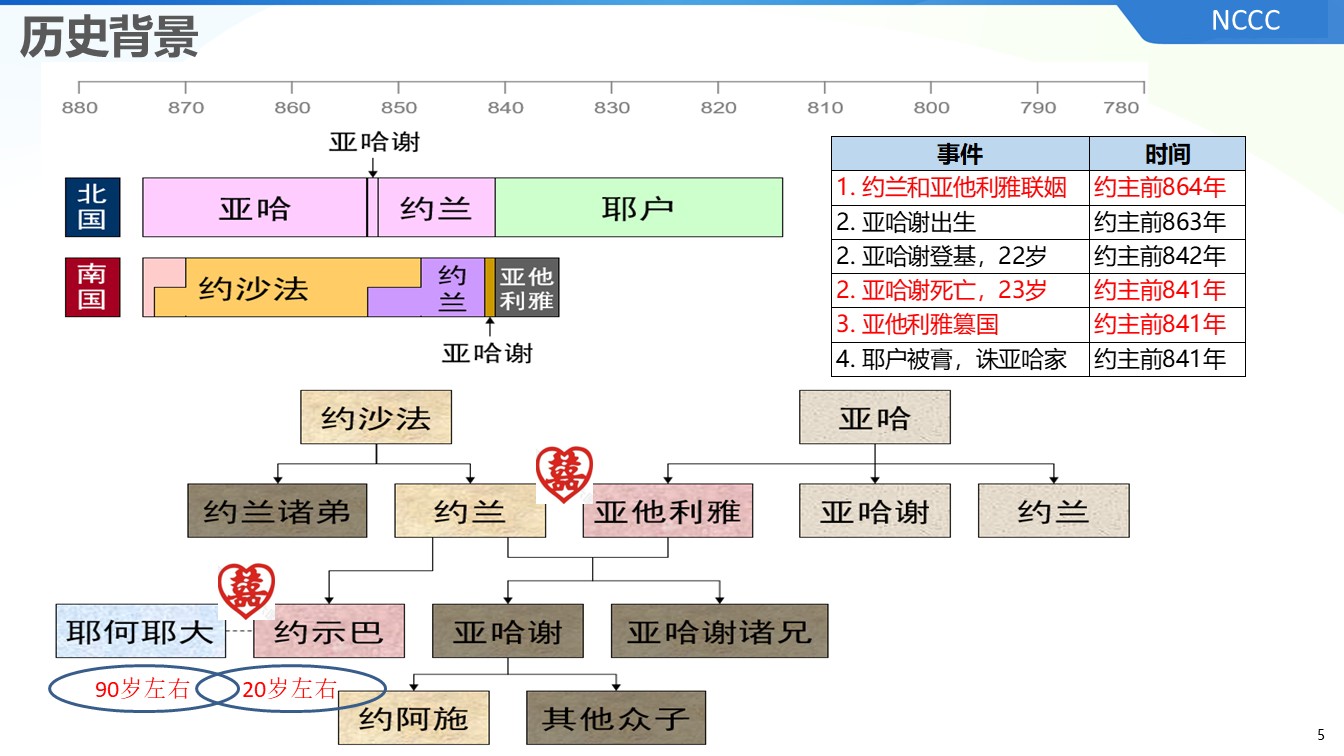 历史背景
NCCC
880 870 860 850 840 830 820 810 800 790 780
亚哈谢
北国
亚哈
约兰
耶户
南国
约沙法
约兰
亚他利雅
亚哈谢
事件 时间
1. 约兰和亚他利雅联姻 约主前864年
2. 亚哈谢出生 约主前863年
2. 亚哈谢登基，22岁 约主前842年
2. 亚哈谢死亡，23岁 约主前841年
3. 亚他利雅篡国 约主前841年
4. 耶户被膏，诛亚哈家 约主前841年
约沙法 亚哈
囍 
约兰诸弟 约兰 亚他利雅 亚哈谢 约兰
囍
耶何耶大 约示巴 亚哈谢 亚哈谢诸兄
90岁左右 20岁左右
约阿施 其他众子
5